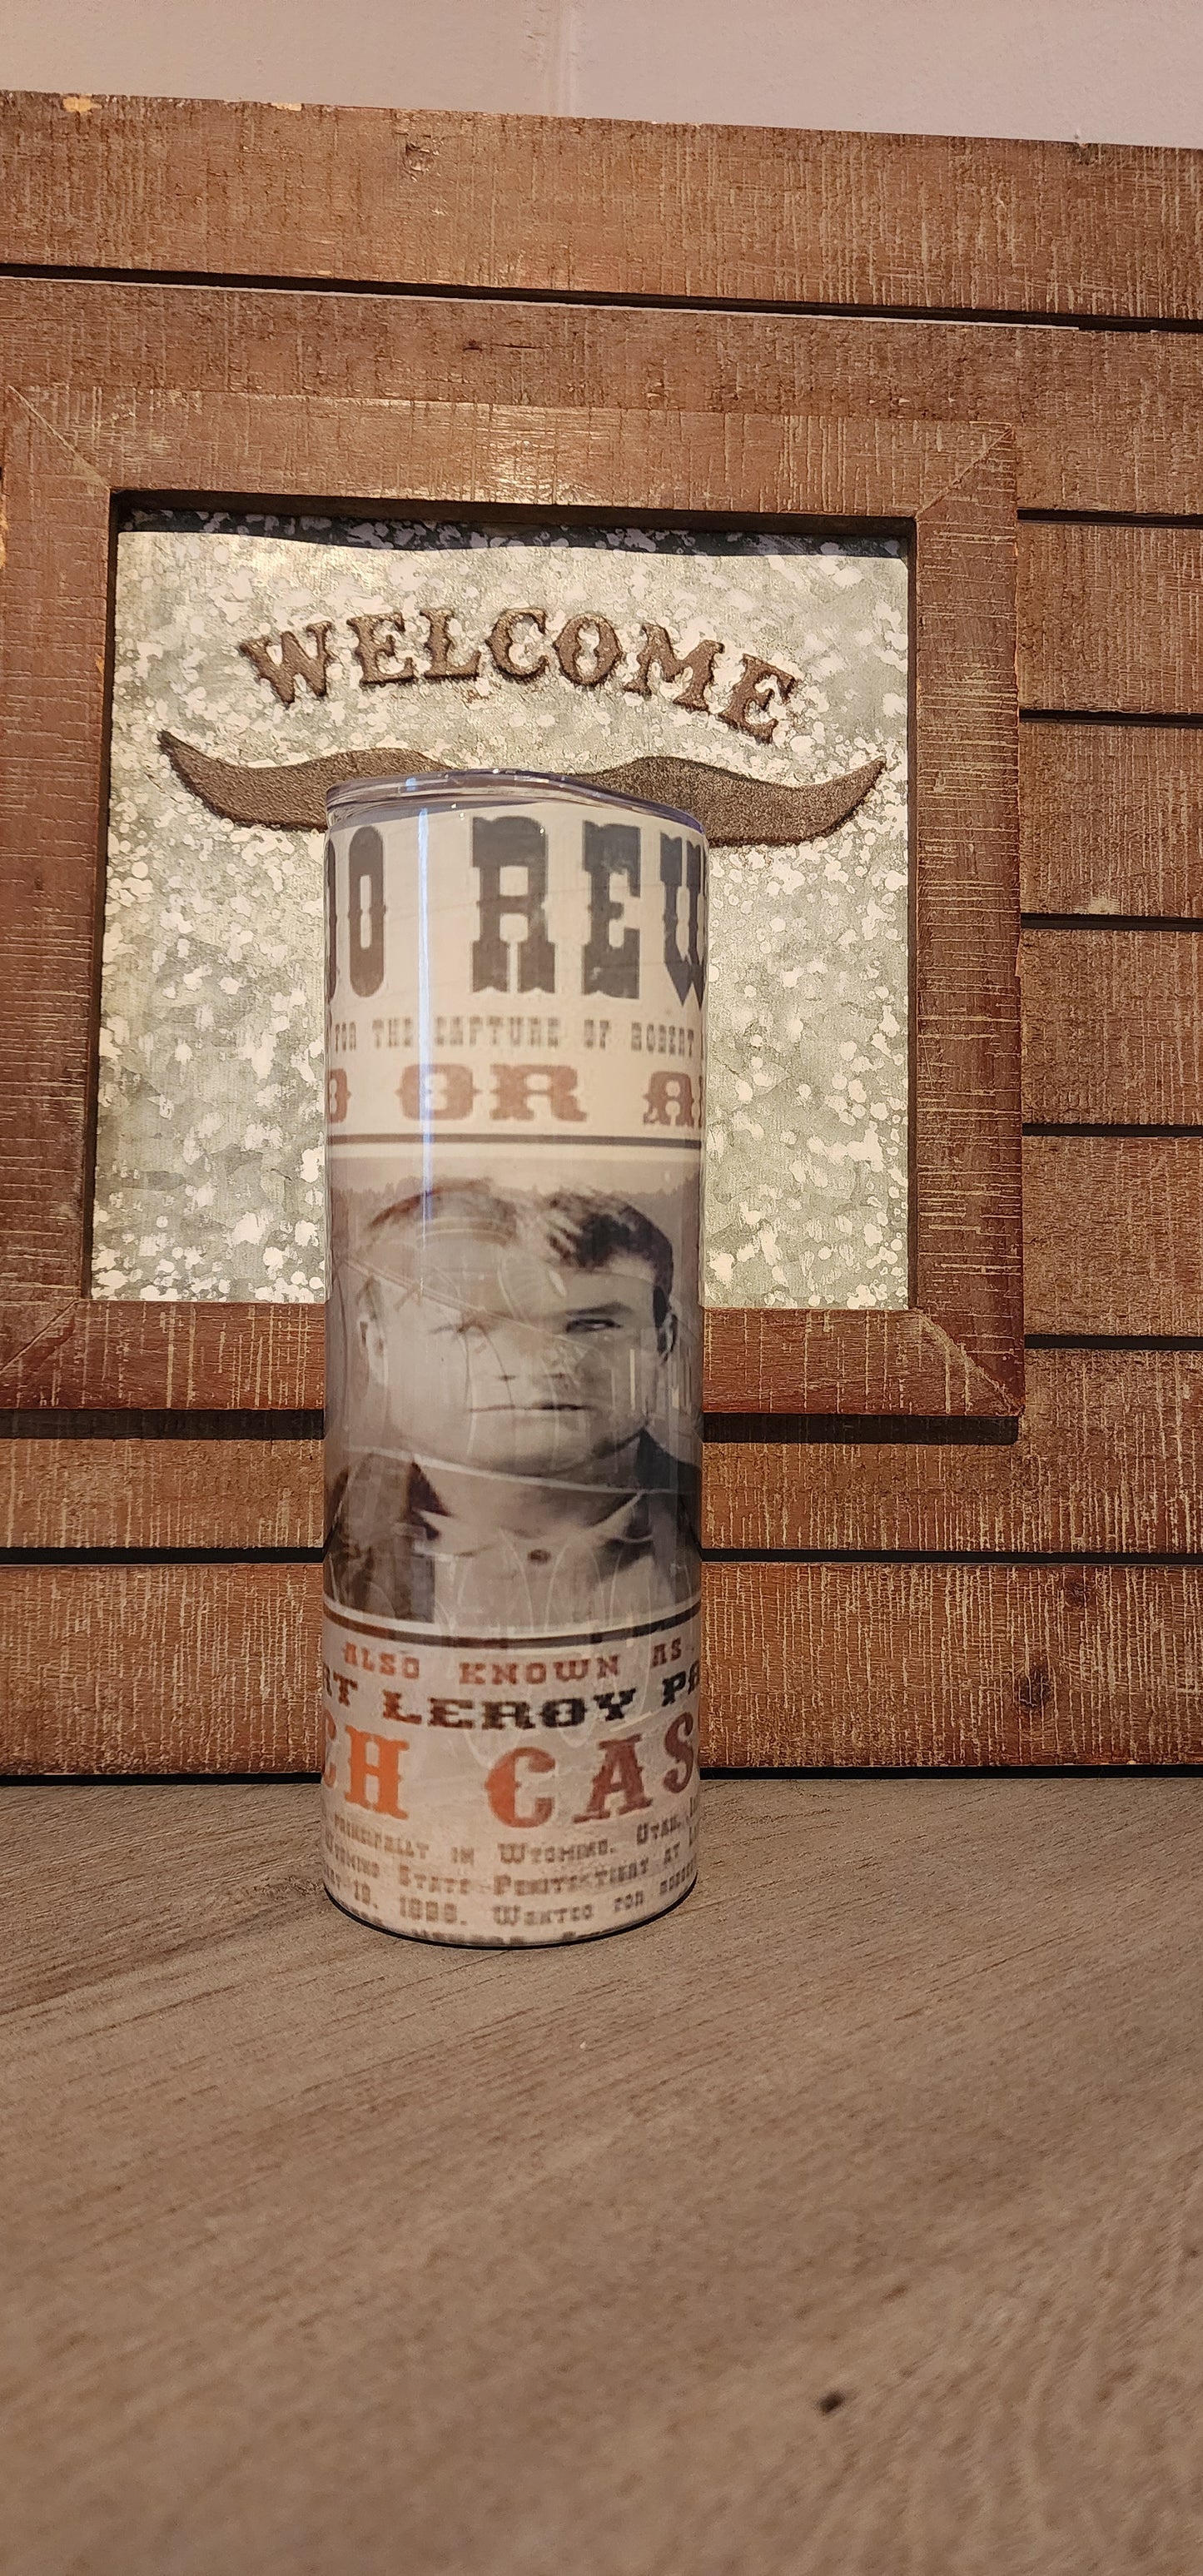 WELCOME
0 REW
FOR THE CAPTURE OF ROBERT
D OR A
ALSO KNOWN AS
RT LEROY PA
CH CAS
PRINCIPALLY IN WYOMING, UTAH,
STATE PENITENTIARY AT
WANTED FOR